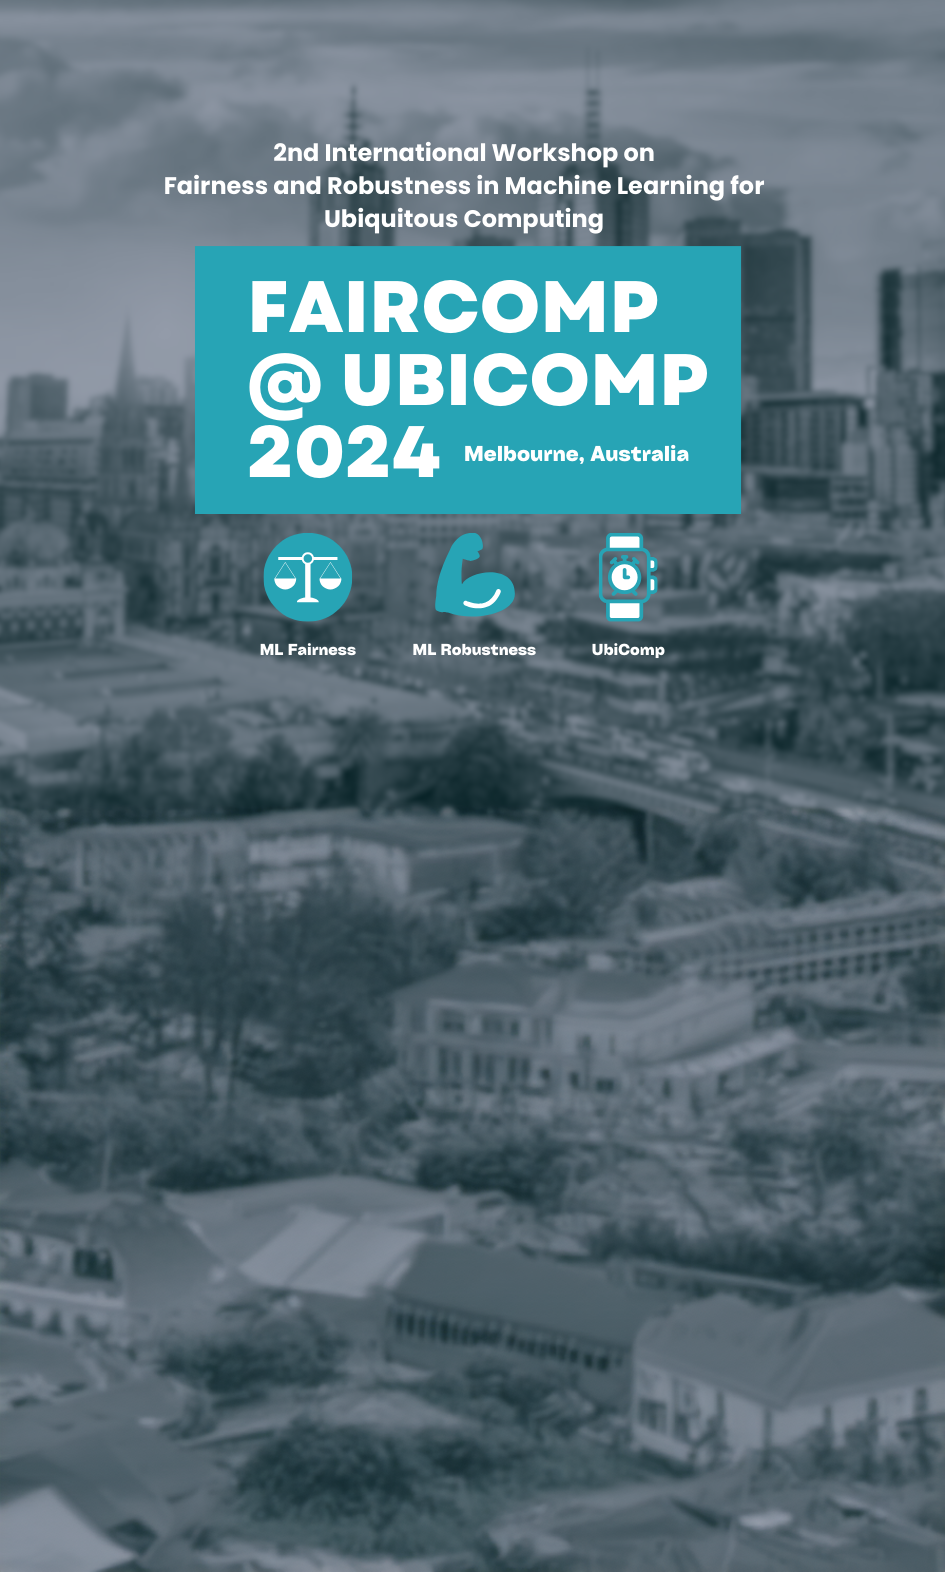 2nd International Workshop on
Fairness and Robustness in Machine Learning for
Ubiquitous Computing
FAIRCOMP
@ UBICOMP
2024 Melbourne, Australia
ML Fairness ML Robustness UbiComp